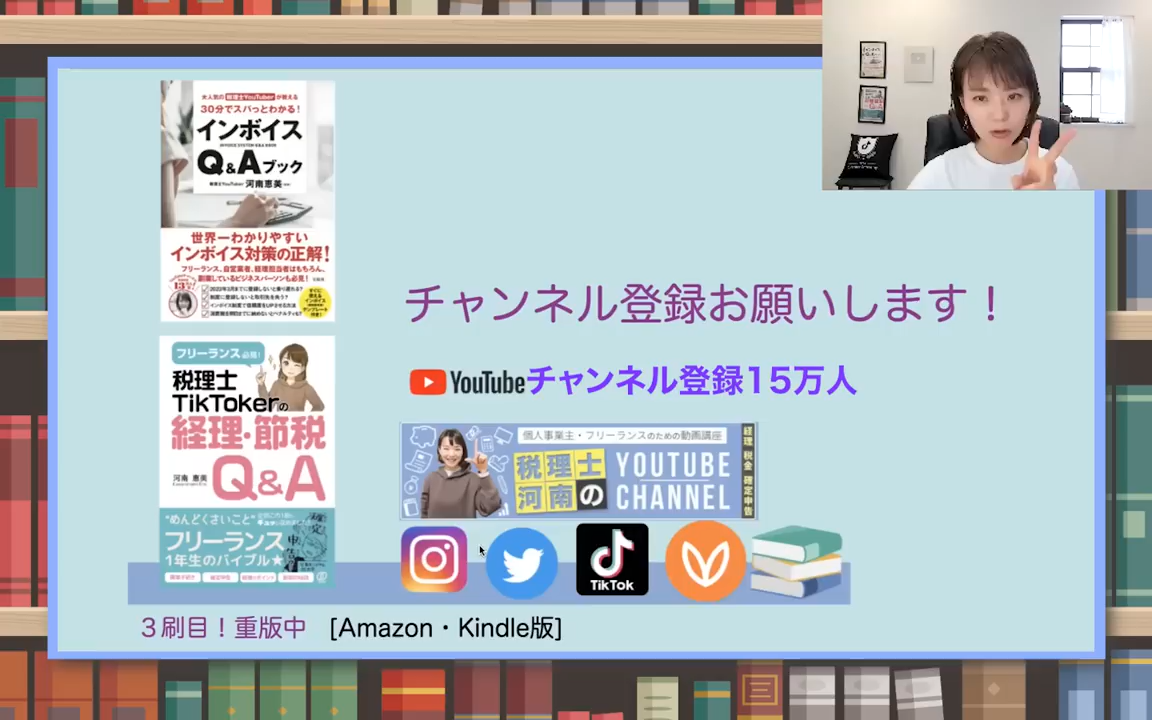 大人気の税理士YouTuberが教える
30分でズバっとわかる！
インボイス
INVOICE SYSTEM Q&A BOOK
Q&Aブック
税理士YouTuber 河南恵美
世界一わかりやすい
インボイス対策の正解！
フリーランス、自営業者、経理担当者はもちろん、
副業しているビジネスパーソンも必見！
フリーランス必携！
税理士
TikTokerの
経理・節税
Q&A
河南 恵美
“めんどくさいこと”
フリーランス
1年生のバイブル★
３刷目！重版中 [Amazon・Kindle版]
チャンネル登録お願いします！
YouTubeチャンネル登録15万人
個人事業主・フリーランスのための動画講座
税理士
河南の
YOUTUBE
CHANNEL
経理 税金 確定申告
TikTok